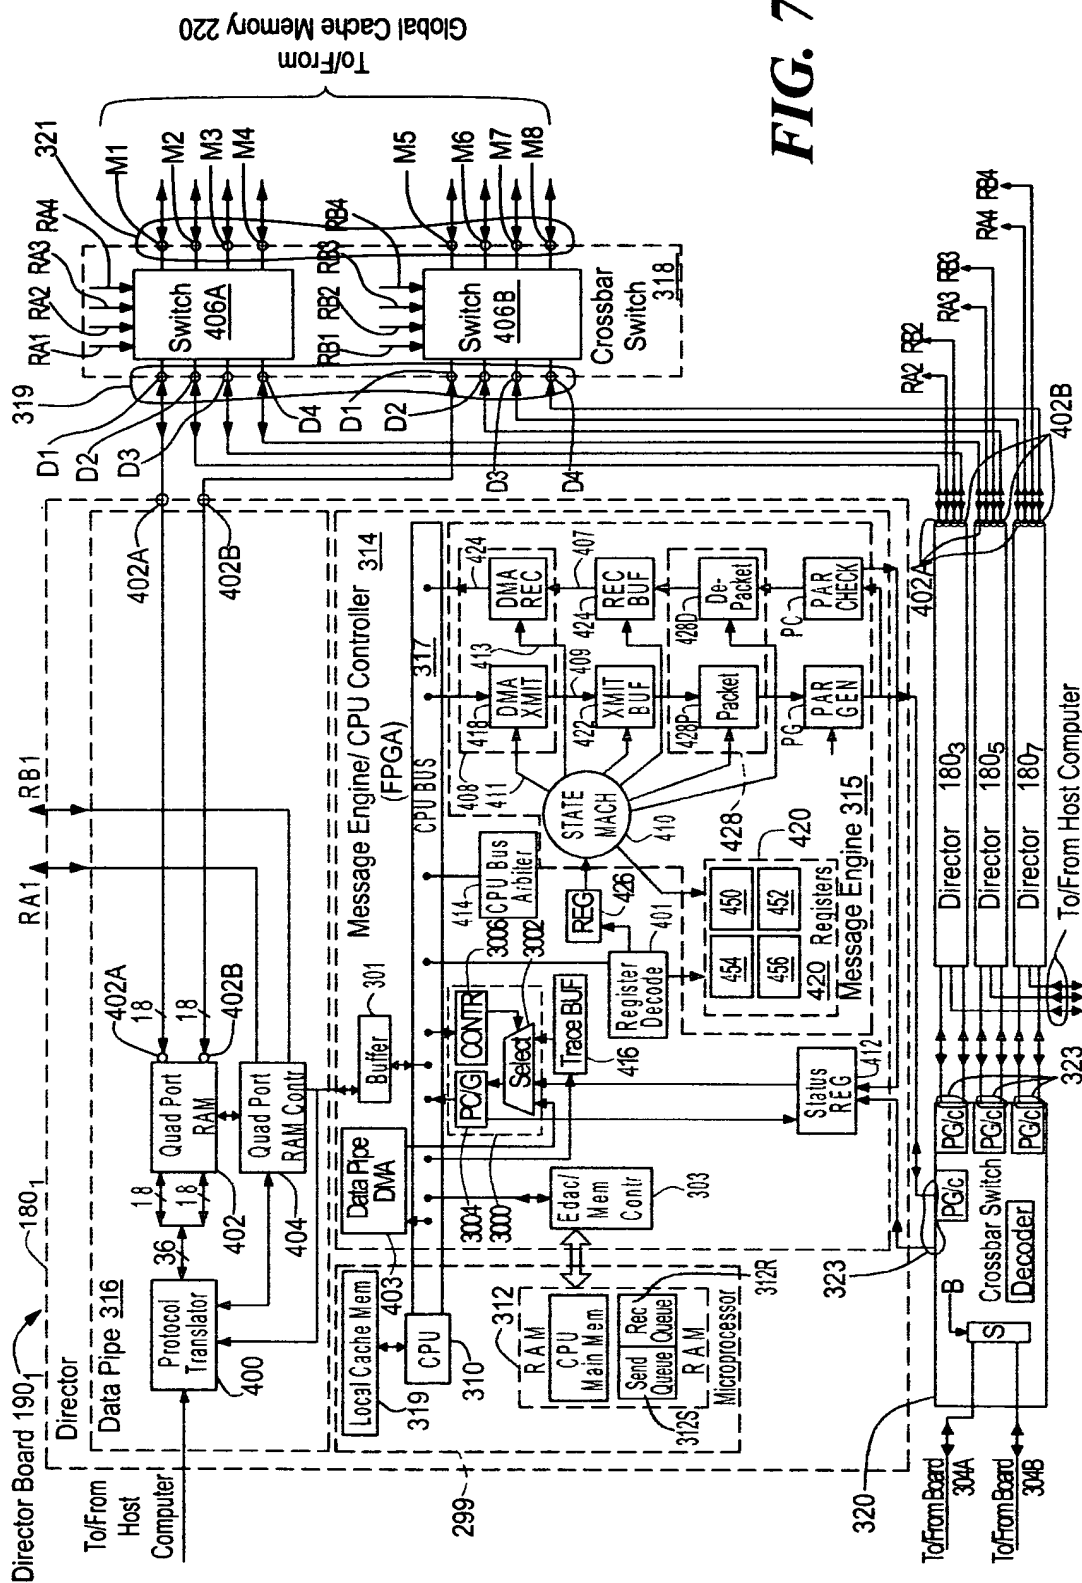 Director Board 190₁
180₁
Director
To/From
Host
Computer
Data Pipe 316
Protocol
Translator
400
36
18
18
Quad Port
RAM
402
402A
402B
18
18
Quad Port
RAM Contr
404
RA1
RB1
402A
402B
299
Local Cache Mem
319
CPU
310
312
RAM
CPU
Main Mem
Send
Queue
Rec
Queue
RAM
312S
312R
Microprocessor
Message Engine/ CPU Controller
(FPGA)
314
Data Pipe
DMA
403
Buffer
301
CPU BUS
317
3004
3000
PCG
CONTR
Select
3006
3002
Trace BUF
416
Edac/
Mem
Contr
303
Status
REG
412
CPU Bus
Arbiter
414
Register
Decode
401
REG
426
STATE
MACH
410
411
408
418
DMA
XMIT
413
DMA
REC
424
409
407
422
XMIT
BUF
424
REC
BUF
428P
Packet
428D
De-
Packet
428
PG
PAR
GEN
PC
PAR
CHECK
454
450
456
452
420
Registers
420
Message Engine 315
319
D1
D2
D3
D4
D1
D2
D3
D4
RA1
RA2
RA3
RA4
Switch
406A
RB1
RB2
RB3
RB4
Switch
406B
Crossbar
Switch
318
321
M1
M2
M3
M4
M5
M6
M7
M8
To/From
Global Cache Memory 220
320
To/From Board
304A
To/From Board
304B
B
S
Crossbar Switch
Decoder
323
PG/c
PG/c
PG/c
PG/c
323
To/From Host Computer
Director 180₃
Director 180₅
Director 180₇
402A
402B
RA2
RB2
RA3
RB3
RA4
RB4
FIG. 7